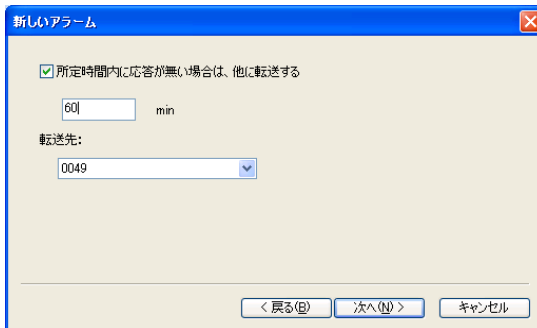 新しいアラーム
所定時間内に応答が無い場合は、他に転送する
60 min
転送先:
0049
< 戻る(B) 次へ(N) > キャンセル